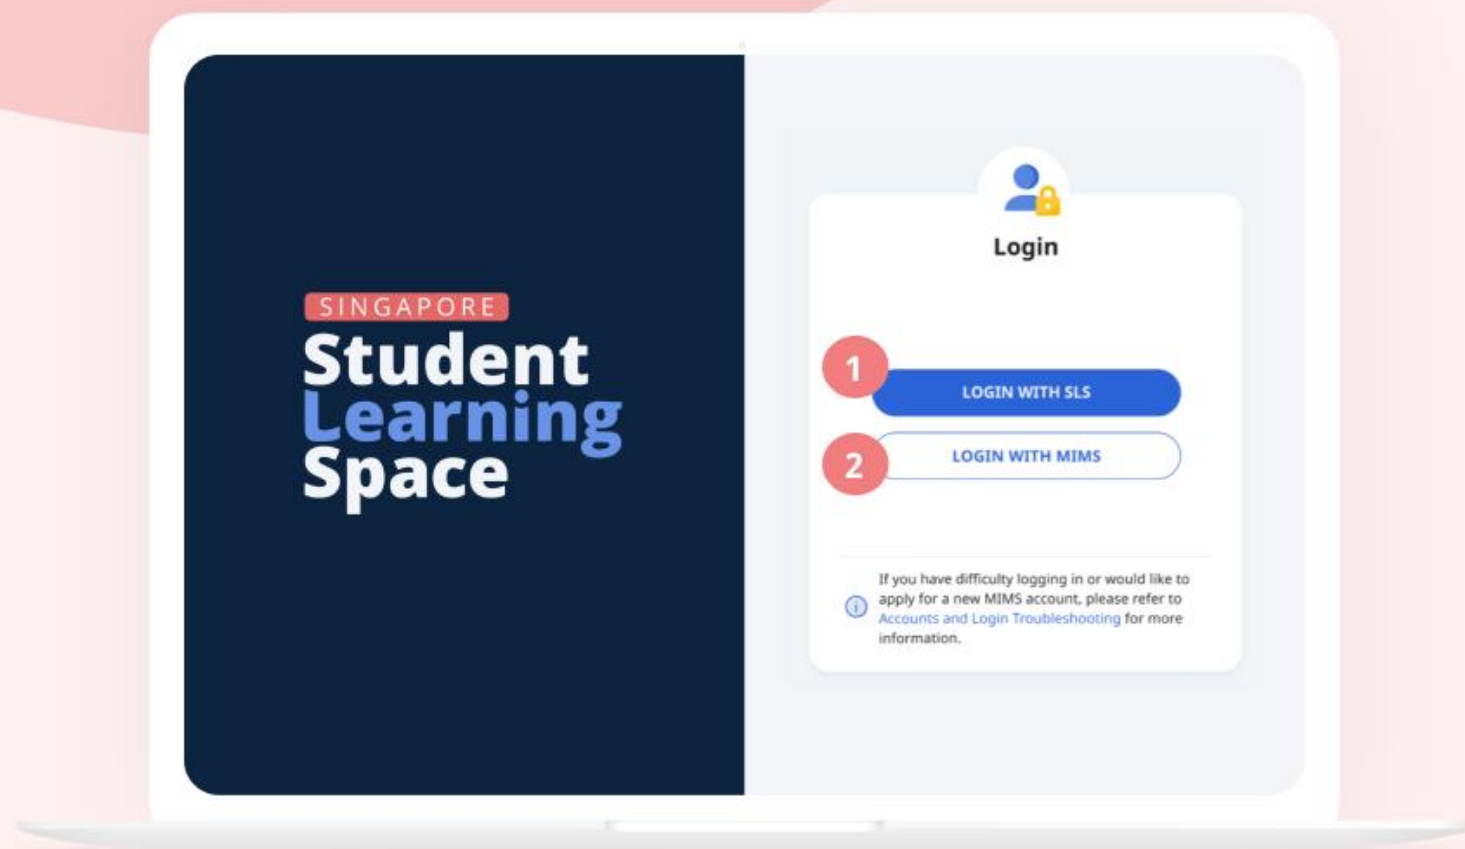 SINGAPORE
Student
Learning
Space
Login
1
LOGIN WITH SLS
2
LOGIN WITH MIMS
If you have difficulty logging in or would like to
apply for a new MIMS account, please refer to
Accounts and Login Troubleshooting for more
information.